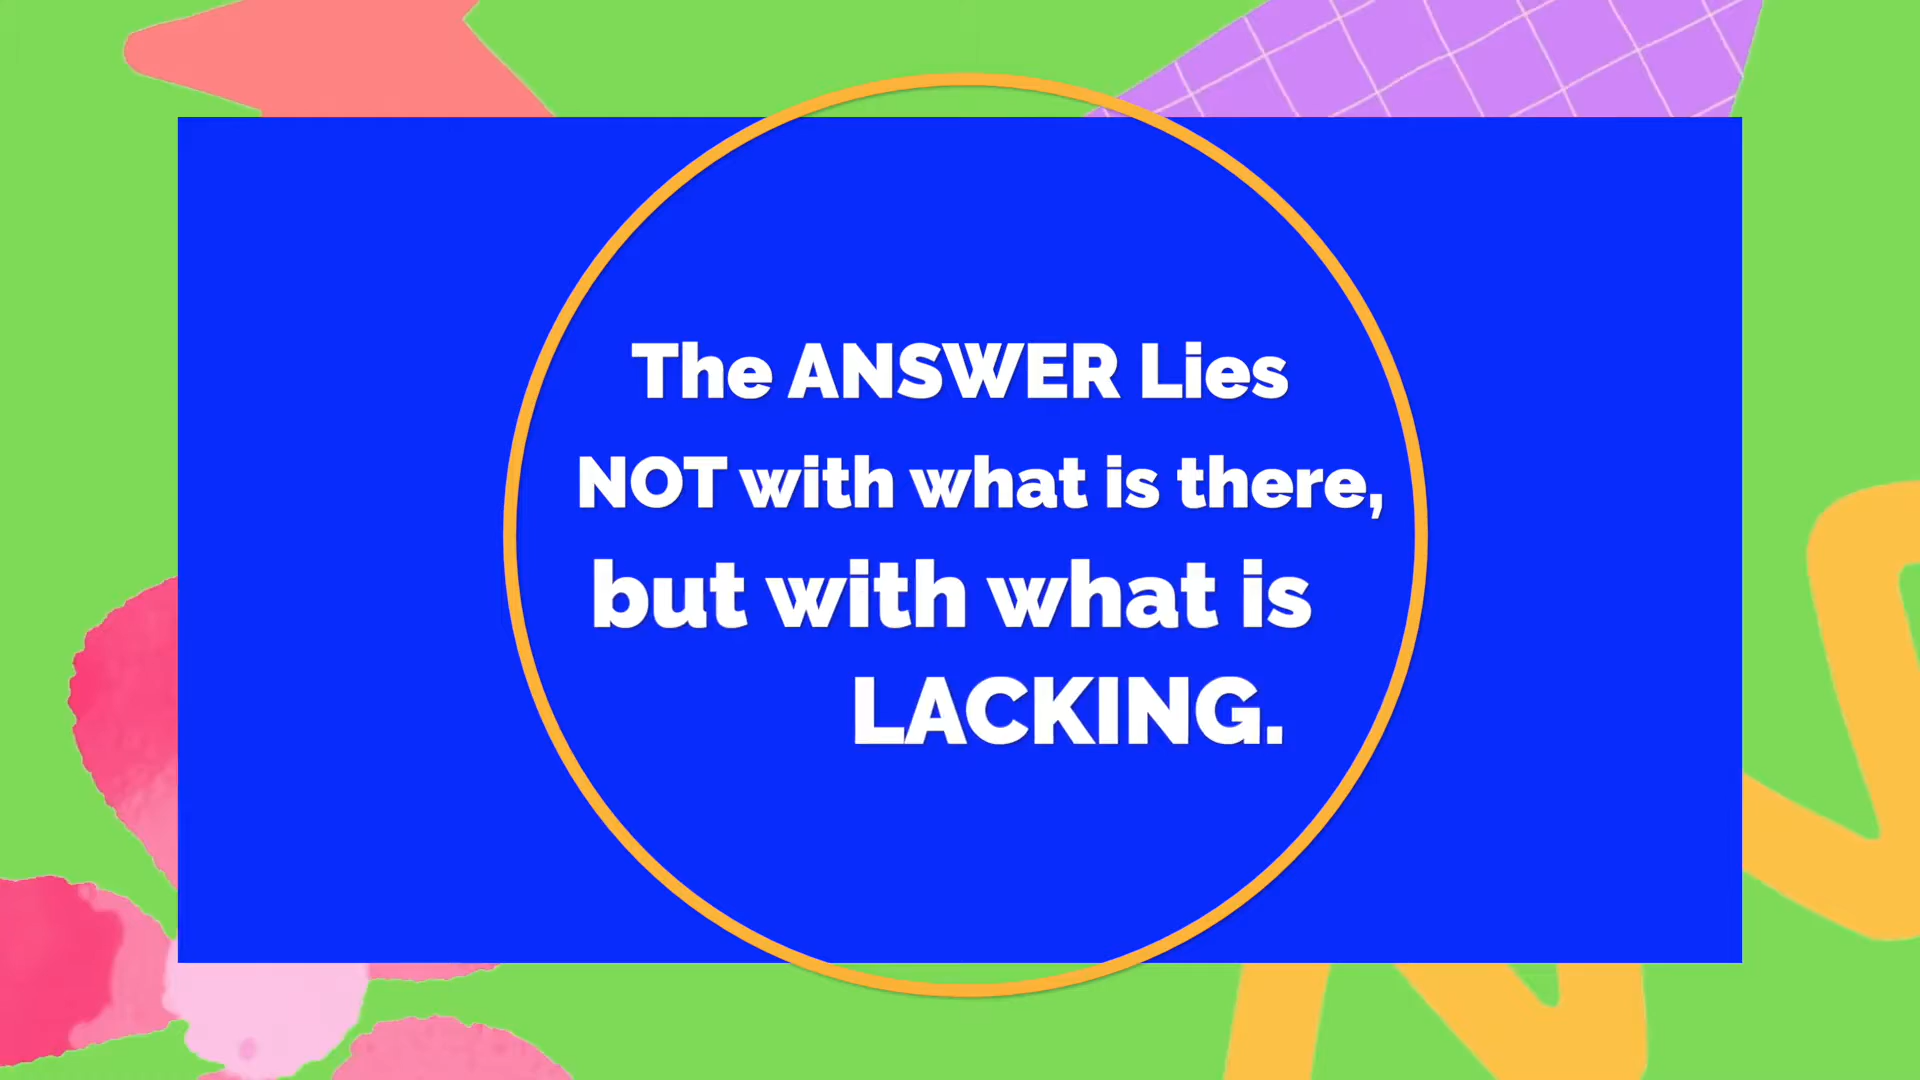 The ANSWER Lies
NOT with what is there,
but with what is
LACKING.